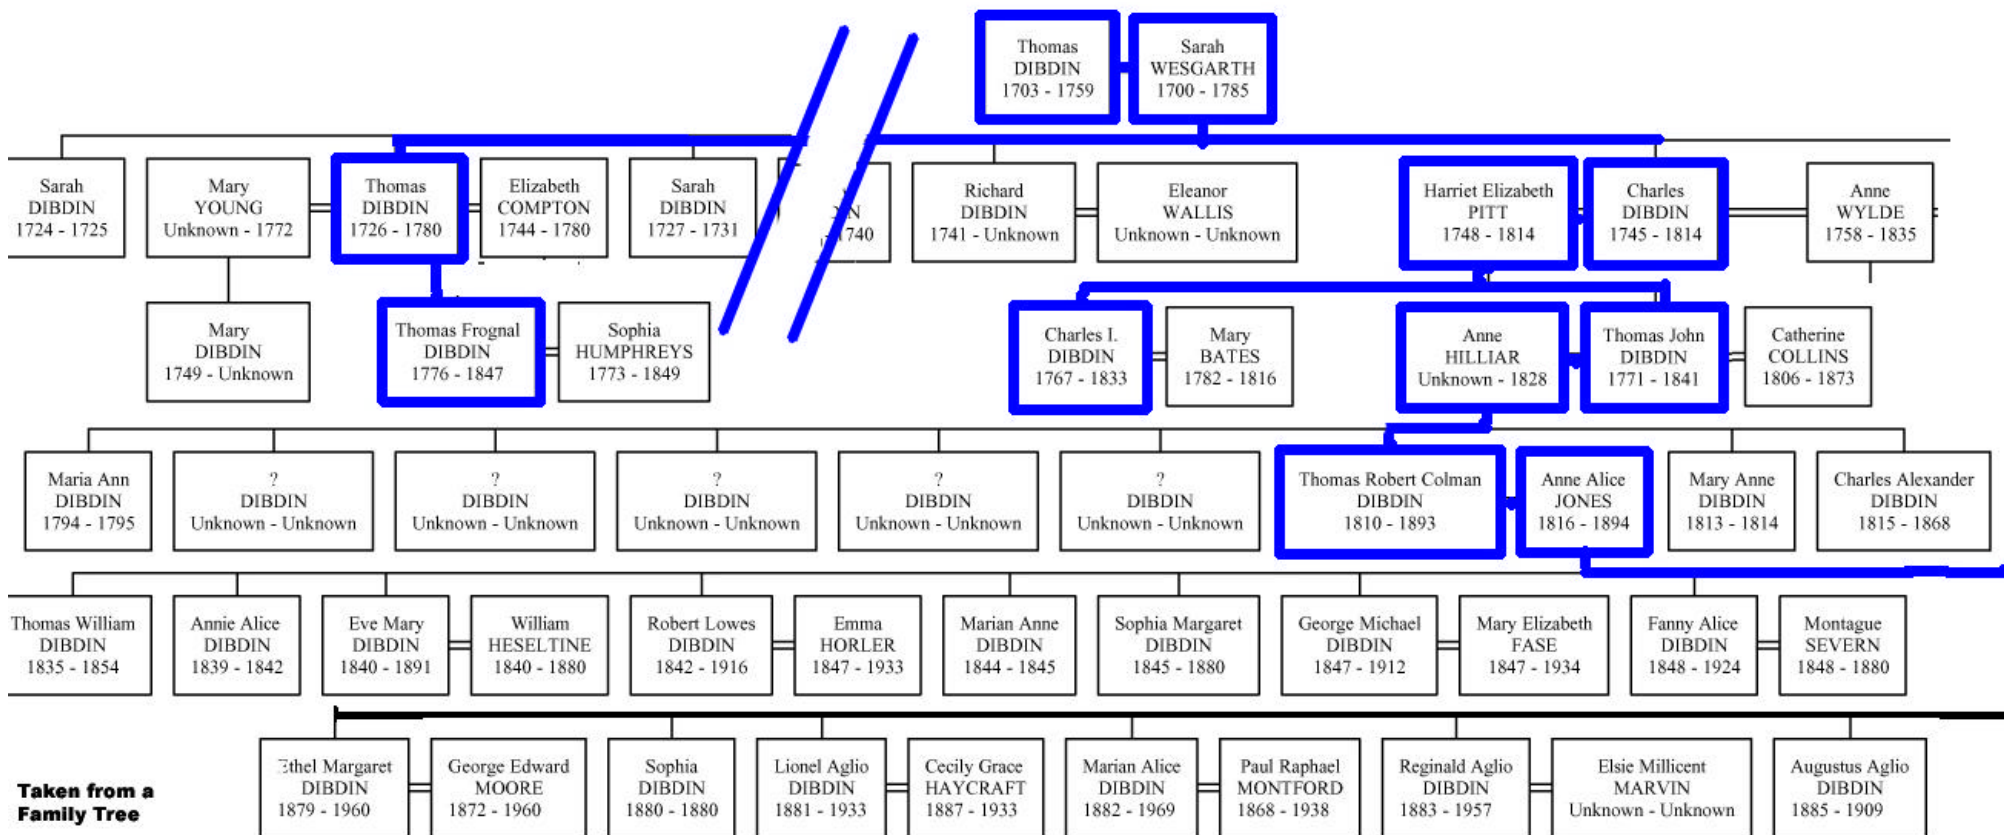 Thomas
DIBDIN
1703 - 1759
Sarah
WESGARTH
1700 - 1785
Sarah
DIBDIN
1724 - 1725
Mary
YOUNG
Unknown - 1772
Thomas
DIBDIN
1726 - 1780
Elizabeth
COMPTON
1744 - 1780
Sarah
DIBDIN
1727 - 1731
1740
Richard
DIBDIN
1741 - Unknown
Eleanor
WALLIS
Unknown - Unknown
Harriet Elizabeth
PITT
1748 - 1814
Charles
DIBDIN
1745 - 1814
Anne
WYLDE
1758 - 1835
Mary
DIBDIN
1749 - Unknown
Thomas Frognal
DIBDIN
1776 - 1847
Sophia
HUMPHREYS
1773 - 1849
Charles I.
DIBDIN
1767 - 1833
Mary
BATES
1782 - 1816
Anne
HILLIAR
Unknown - 1828
Thomas John
DIBDIN
1771 - 1841
Catherine
COLLINS
1806 - 1873
Maria Ann
DIBDIN
1794 - 1795
?
DIBDIN
Unknown - Unknown
?
DIBDIN
Unknown - Unknown
?
DIBDIN
Unknown - Unknown
?
DIBDIN
Unknown - Unknown
?
DIBDIN
Unknown - Unknown
Thomas Robert Colman
DIBDIN
1810 - 1893
Anne Alice
JONES
1816 - 1894
Mary Anne
DIBDIN
1813 - 1814
Charles Alexander
DIBDIN
1815 - 1868
Thomas William
DIBDIN
1835 - 1854
Annie Alice
DIBDIN
1839 - 1842
Eve Mary
DIBDIN
1840 - 1891
William
HESELTINE
1840 - 1880
Robert Lowes
DIBDIN
1842 - 1916
Emma
HORLER
1847 - 1933
Marian Anne
DIBDIN
1844 - 1845
Sophia Margaret
DIBDIN
1845 - 1880
George Michael
DIBDIN
1847 - 1912
Mary Elizabeth
FASE
1847 - 1934
Fanny Alice
DIBDIN
1848 - 1924
Montague
SEVERN
1848 - 1880
Ethel Margaret
DIBDIN
1879 - 1960
George Edward
MOORE
1872 - 1960
Sophia
DIBDIN
1880 - 1880
Lionel Aglio
DIBDIN
1881 - 1933
Cecily Grace
HAYCRAFT
1887 - 1933
Marian Alice
DIBDIN
1882 - 1969
Paul Raphael
MONTFORD
1868 - 1938
Reginald Aglio
DIBDIN
1883 - 1957
Elsie Millicent
MARVIN
Unknown - Unknown
Augustus Aglio
DIBDIN
1885 - 1909
Taken from a
Family Tree